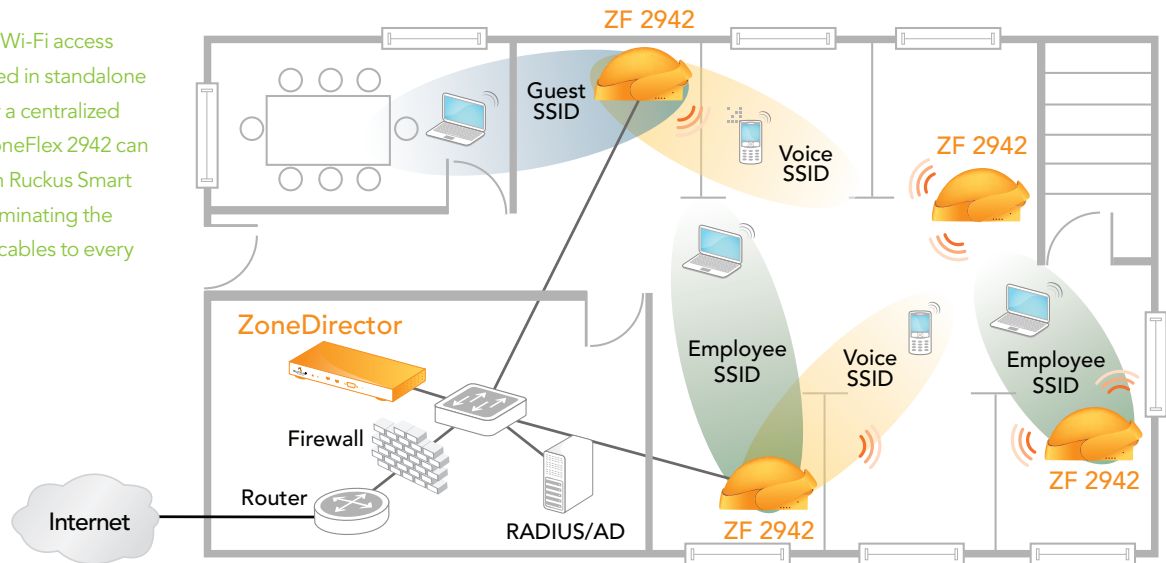 Wi-Fi access
ed in standalone
a centralized
oneFlex 2942 can
Ruckus Smart
minating the
cables to every
ZF 2942
Guest
SSID
Voice
SSID
ZF 2942
ZoneDirector
Employee
SSID
Voice
SSID
Employee
SSID
Firewall
Router
Internet
RADIUS/AD
ZF 2942
ZF 2942